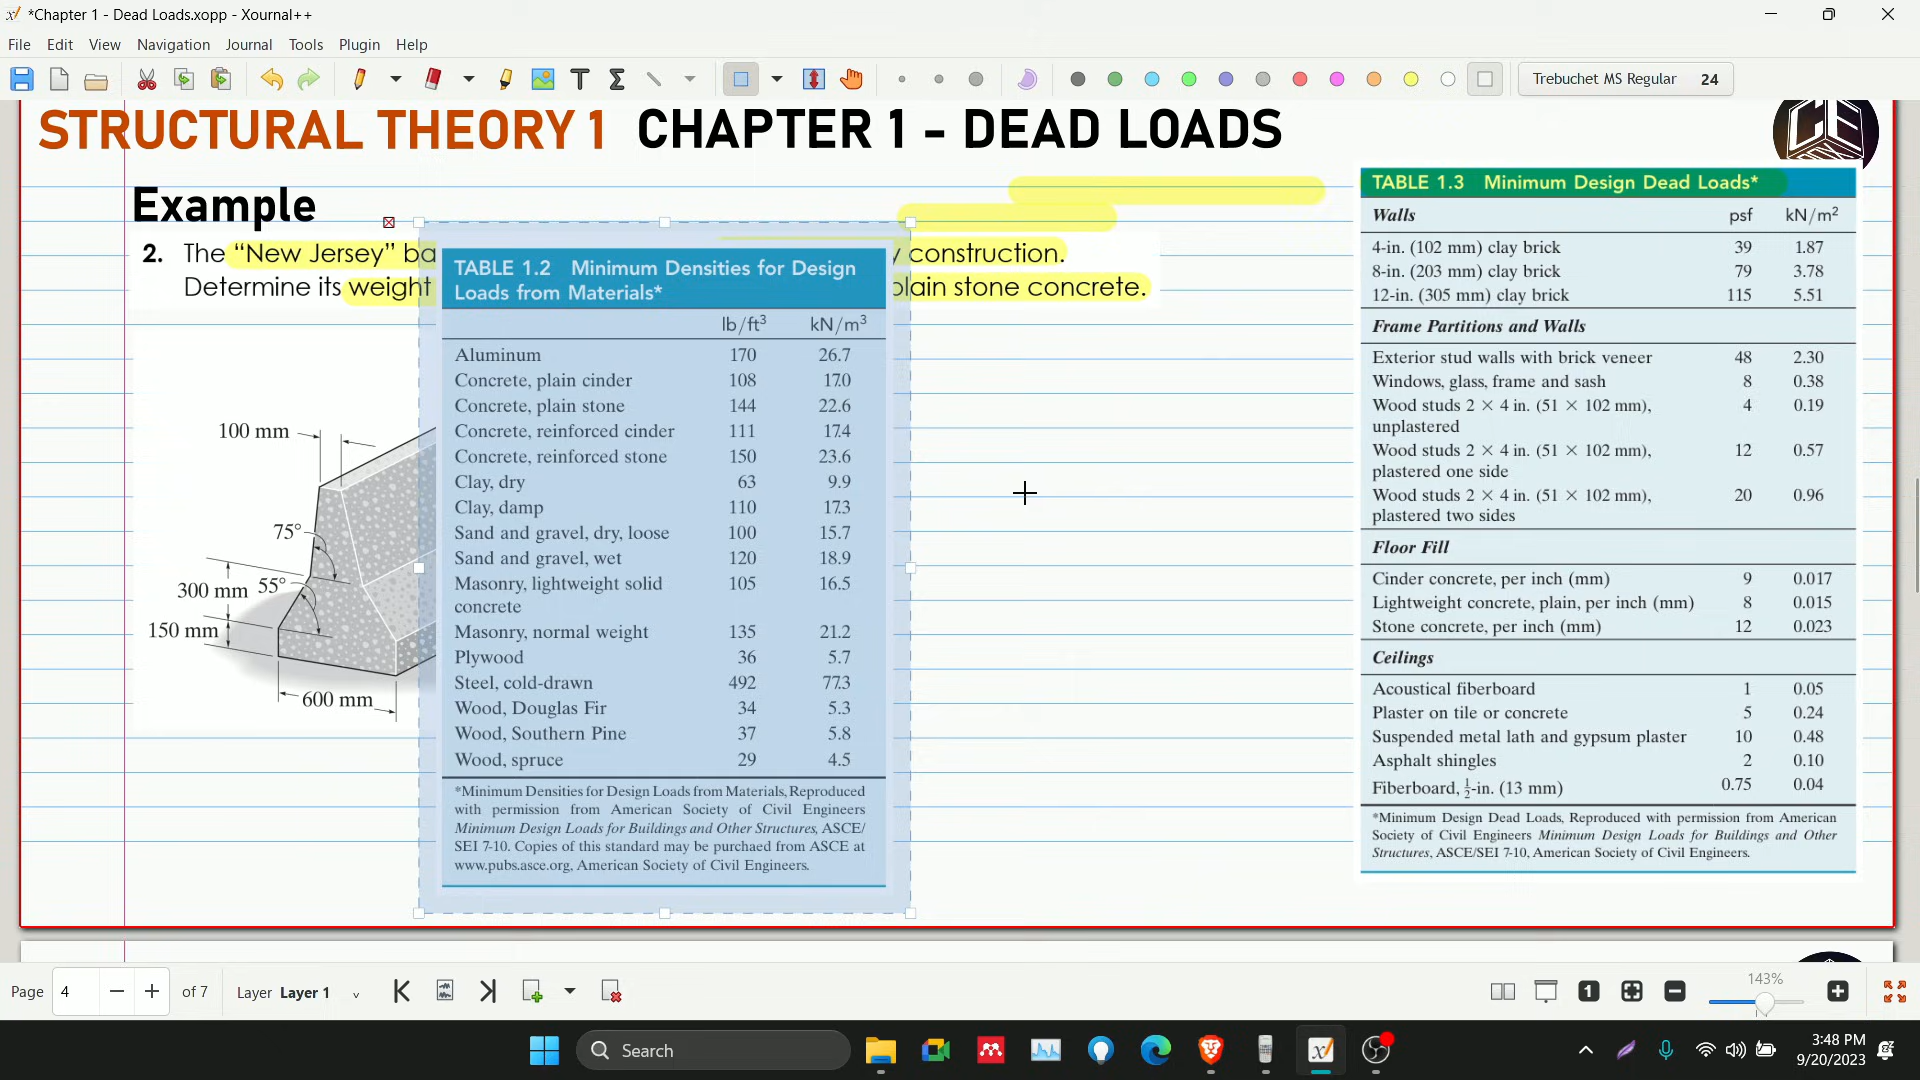 *Chapter 1 - Dead Loads.xopp - Xournal++
File Edit View Navigation Journal Tools Plugin Help
Trebuchet MS Regular 24
STRUCTURAL THEORY 1 CHAPTER 1 - DEAD LOADS
Example
2. The “New Jersey” ba
y construction.
Determine its weight
plain stone concrete.
100 mm
75°
300 mm 55°
150 mm
600 mm
TABLE 1.2 Minimum Densities for Design
Loads from Materials*
lb/ft³ kN/m³
Aluminum 170 26.7
Concrete, plain cinder 108 17.0
Concrete, plain stone 144 22.6
Concrete, reinforced cinder 111 17.4
Concrete, reinforced stone 150 23.6
Clay, dry 63 9.9
Clay, damp 110 17.3
Sand and gravel, dry, loose 100 15.7
Sand and gravel, wet 120 18.9
Masonry, lightweight solid 105 16.5
concrete
Masonry, normal weight 135 21.2
Plywood 36 5.7
Steel, cold-drawn 492 77.3
Wood, Douglas Fir 34 5.3
Wood, Southern Pine 37 5.8
Wood, spruce 29 4.5
*Minimum Densities for Design Loads from Materials, Reproduced
with permission from American Society of Civil Engineers
Minimum Design Loads for Buildings and Other Structures, ASCE/
SEI 7-10. Copies of this standard may be purchaed from ASCE at
www.pubs.asce.org, American Society of Civil Engineers.
TABLE 1.3 Minimum Design Dead Loads*
Walls psf kN/m²
4-in. (102 mm) clay brick 39 1.87
8-in. (203 mm) clay brick 79 3.78
12-in. (305 mm) clay brick 115 5.51
Frame Partitions and Walls
Exterior stud walls with brick veneer 48 2.30
Windows, glass, frame and sash 8 0.38
Wood studs 2 × 4 in. (51 × 102 mm), 4 0.19
unplastered
Wood studs 2 × 4 in. (51 × 102 mm), 12 0.57
plastered one side
Wood studs 2 × 4 in. (51 × 102 mm), 20 0.96
plastered two sides
Floor Fill
Cinder concrete, per inch (mm) 9 0.017
Lightweight concrete, plain, per inch (mm) 8 0.015
Stone concrete, per inch (mm) 12 0.023
Ceilings
Acoustical fiberboard 1 0.05
Plaster on tile or concrete 5 0.24
Suspended metal lath and gypsum plaster 10 0.48
Asphalt shingles 2 0.10
Fiberboard, ½-in. (13 mm) 0.75 0.04
*Minimum Design Dead Loads, Reproduced with permission from American
Society of Civil Engineers Minimum Design Loads for Buildings and Other
Structures, ASCE/SEI 7-10, American Society of Civil Engineers.
Page 4 of 7 Layer Layer 1
143%
Search
3:48 PM
9/20/2023